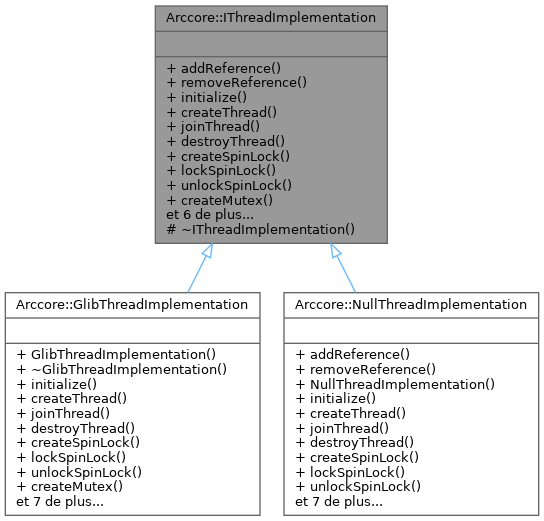 Arccore::IThreadImplementation
+ addReference()
+ removeReference()
+ initialize()
+ createThread()
+ joinThread()
+ destroyThread()
+ createSpinLock()
+ lockSpinLock()
+ unlockSpinLock()
+ createMutex()
et 6 de plus...
# ~IThreadImplementation()
Arccore::GlibThreadImplementation
+ GlibThreadImplementation()
+ ~GlibThreadImplementation()
+ initialize()
+ createThread()
+ joinThread()
+ destroyThread()
+ createSpinLock()
+ lockSpinLock()
+ unlockSpinLock()
+ createMutex()
et 7 de plus...
Arccore::NullThreadImplementation
+ addReference()
+ removeReference()
+ NullThreadImplementation()
+ initialize()
+ createThread()
+ joinThread()
+ destroyThread()
+ createSpinLock()
+ lockSpinLock()
+ unlockSpinLock()
et 7 de plus...